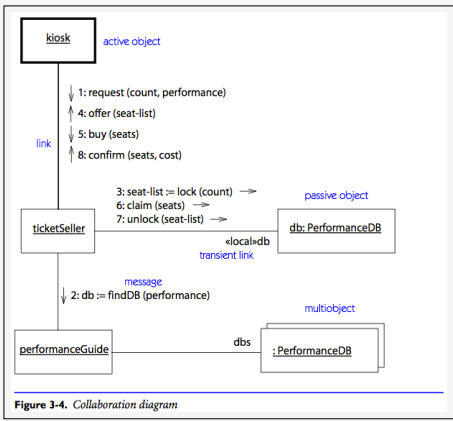 kiosk
active object
1: request (count, performance)
4: offer (seat-list)
5: buy (seats)
8: confirm (seats, cost)
link
3: seat-list := lock (count)
6: claim (seats)
7: unlock (seat-list)
passive object
ticketSeller
db: PerformanceDB
«local»db
transient link
message
2: db := findDB (performance)
multiobject
performanceGuide
dbs
: PerformanceDB
Figure 3-4. Collaboration diagram